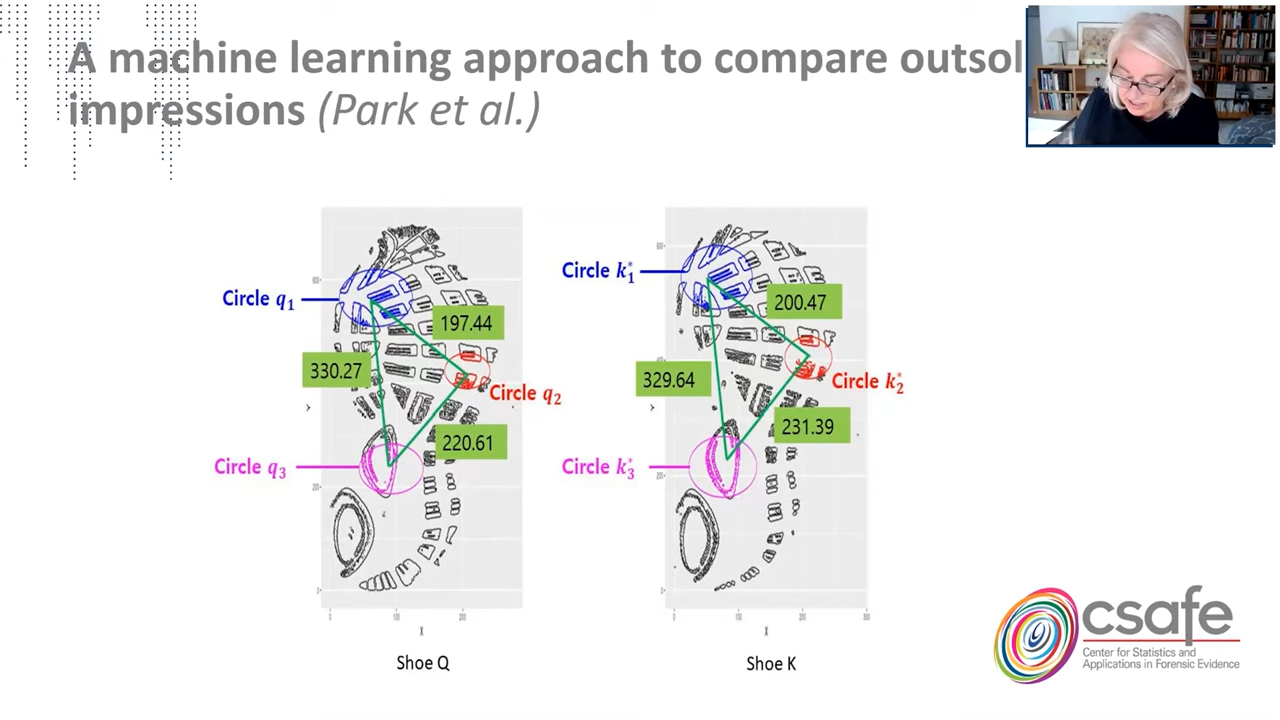 A machine learning approach to compare outsol
impressions (Park et al.)
Circle q₁
197.44
330.27
Circle q₂
220.61
Circle q₃
Shoe Q
Circle k₁*
200.47
329.64
Circle k₂*
231.39
Circle k₃*
Shoe K
csafe
Center for Statistics and
Applications in Forensic Evidence